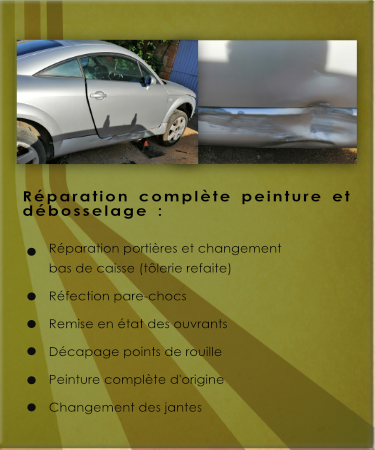 Réparation complète peinture et
débosselage :
Réparation portières et changement
bas de caisse (tôlerie refaite)
Réfection pare-chocs
Remise en état des ouvrants
Décapage points de rouille
Peinture complète d'origine
Changement des jantes